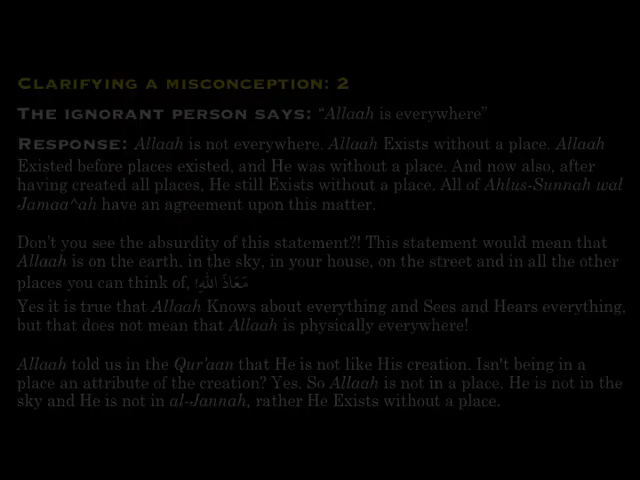 CLARIFYING A MISCONCEPTION: 2
THE IGNORANT PERSON SAYS: “Allaah is everywhere”
RESPONSE: Allaah is not everywhere. Allaah Exists without a place. Allaah
Existed before places existed, and He was without a place. And now also, after
having created all places, He still Exists without a place. All of Ahlus-Sunnah wal
Jamaa^ah have an agreement upon this matter.
Don't you see the absurdity of this statement?! This statement would mean that
Allaah is on the earth, in the sky, in your house, on the street and in all the other
places you can think of, مَعَاذَ اللهِ!
Yes it is true that Allaah Knows about everything and Sees and Hears everything,
but that does not mean that Allaah is physically everywhere!
Allaah told us in the Qur'aan that He is not like His creation. Isn't being in a
place an attribute of the creation? Yes. So Allaah is not in a place. He is not in the
sky and He is not in al-Jannah, rather He Exists without a place.